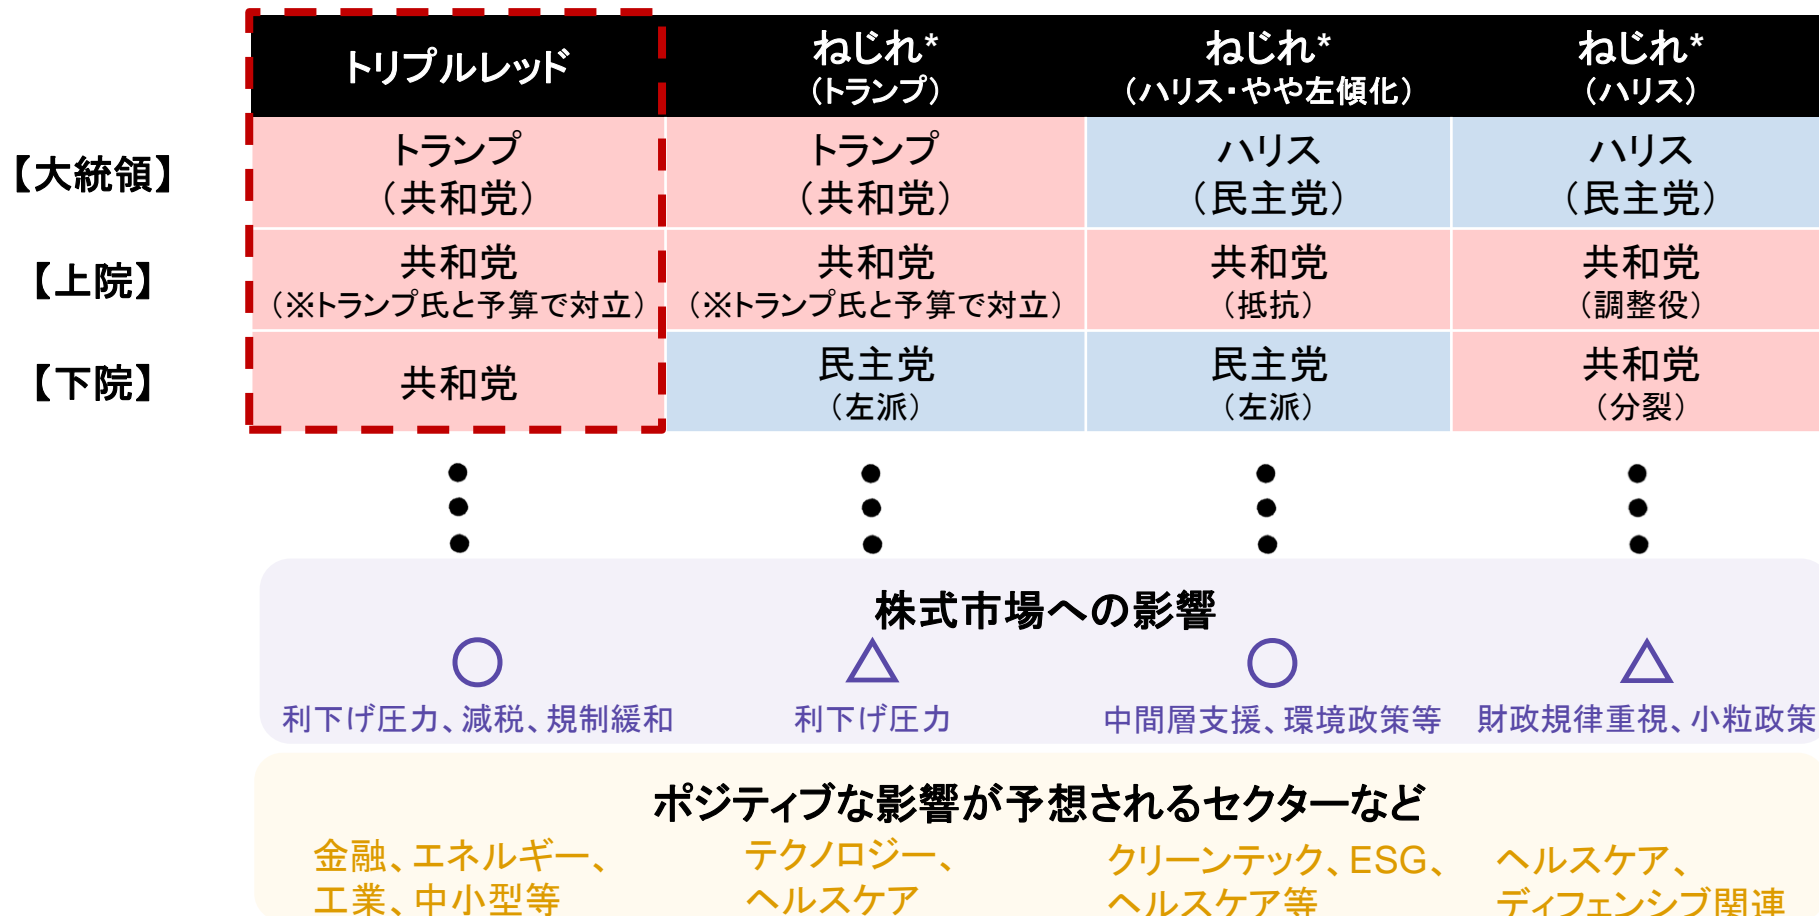 トリプルレッド
ねじれ*
（トランプ）
ねじれ*
（ハリス・やや左傾化）
ねじれ*
（ハリス）
【大統領】
トランプ
（共和党）
トランプ
（共和党）
ハリス
（民主党）
ハリス
（民主党）
【上院】
共和党
（※トランプ氏と予算で対立）
共和党
（※トランプ氏と予算で対立）
共和党
（抵抗）
共和党
（調整役）
【下院】
共和党
民主党
（左派）
民主党
（左派）
共和党
（分裂）
株式市場への影響
○
△
○
△
利下げ圧力、減税、規制緩和
利下げ圧力
中間層支援、環境政策等
財政規律重視、小粒政策
ポジティブな影響が予想されるセクターなど
金融、エネルギー、
工業、中小型等
テクノロジー、
ヘルスケア
クリーンテック、ESG、
ヘルスケア等
ヘルスケア、
ディフェンシブ関連